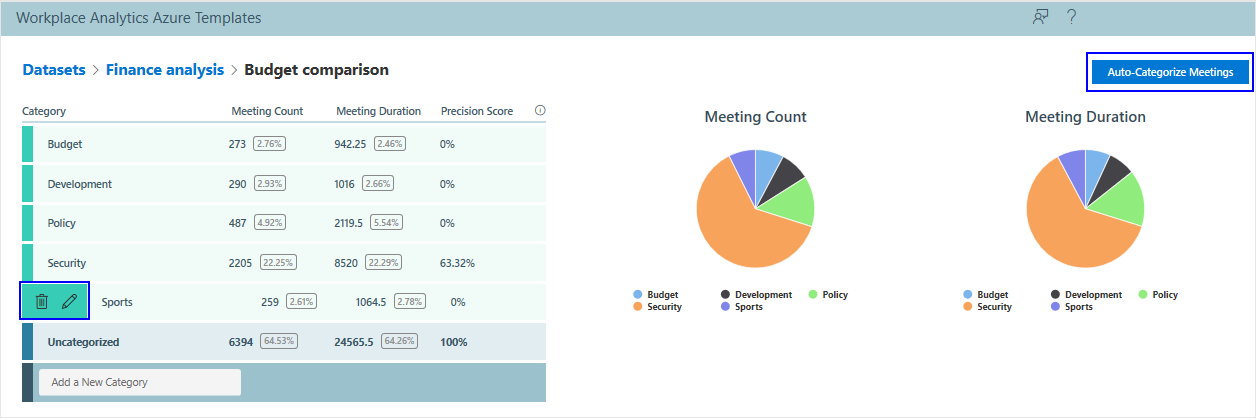 Workplace Analytics Azure Templates ?
Datasets > Finance analysis > Budget comparison
Auto-Categorize Meetings
Category Meeting Count Meeting Duration Precision Score
Budget 273 2.76% 942.25 2.46% 0%
Development 290 2.93% 1016 2.66% 0%
Policy 487 4.92% 2119.5 5.54% 0%
Security 2205 22.25% 8520 22.29% 63.32%
Sports 259 2.61% 1064.5 2.78% 0%
Uncategorized 6394 64.53% 24565.5 64.26% 100%
Add a New Category
Meeting Count
Budget Development Policy
Security Sports
Meeting Duration
Budget Development Policy
Security Sports